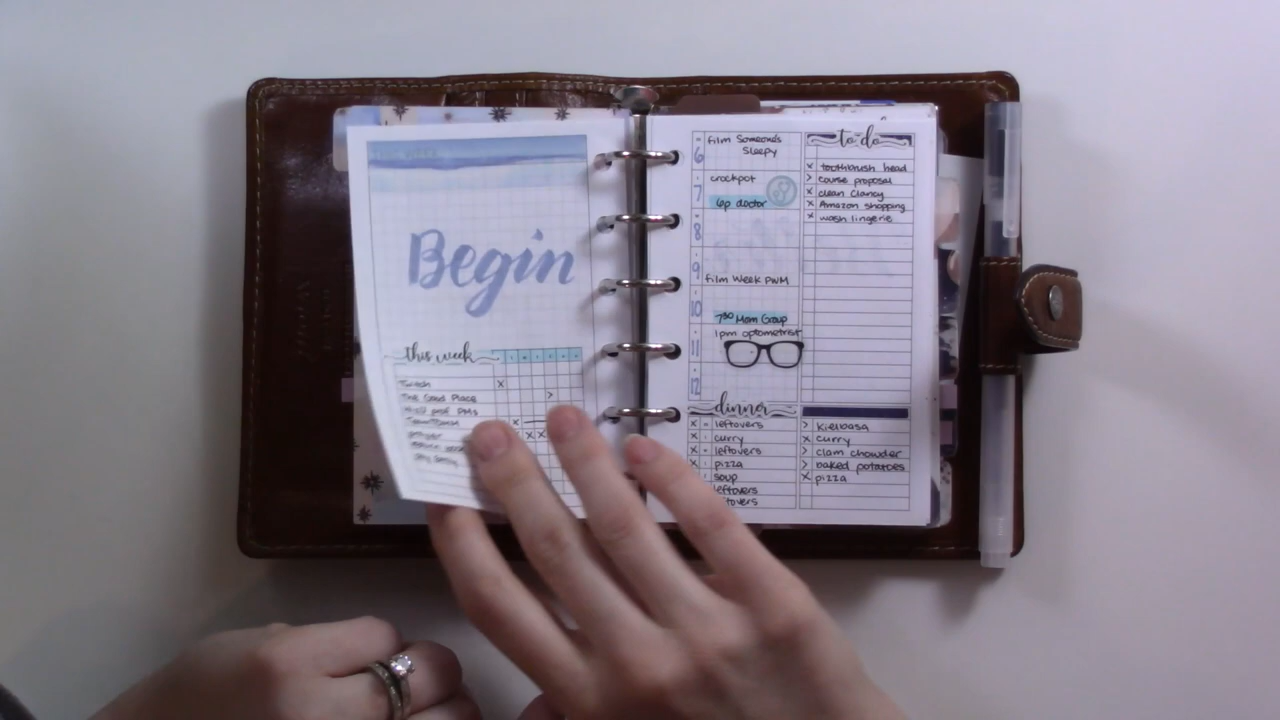 Begin
this week
Twitch
The Good Place
x
x
x x
6
film Someone's
Sleepy
7
crockpot
6p doctor
8
9
film Week PWM
10
7:30 Mom Group
11
1pm optometrist
12
to do
x toothbrush head
> course proposal
x clean Clancy
x Amazon shopping
x wash lingerie
dinner
x leftovers
x curry
x leftovers
x pizza
soup
leftovers
> kielbasa
x curry
> clam chowder
> baked potatoes
x pizza